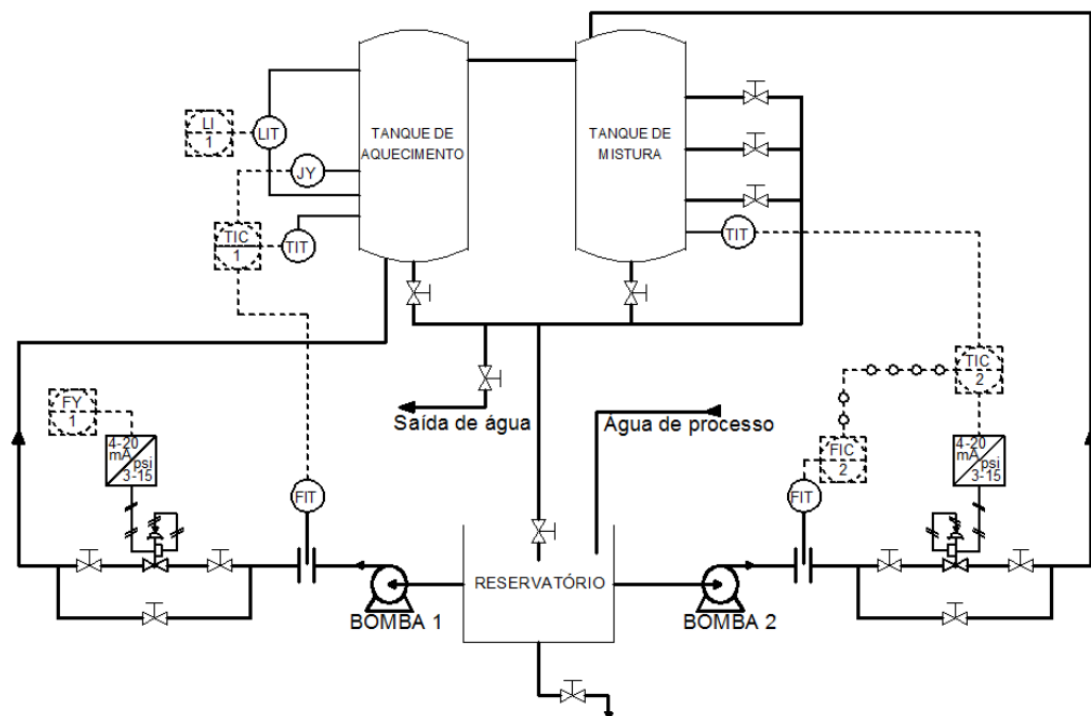 TANQUE DE
AQUECIMENTO
TANQUE DE
MISTURA
LI
1
LIT
JY
TIC
1
TIT
TIT
FY
1
4-20
mA
psi
3-15
Saída de água
Água de processo
TIC
2
FIC
2
4-20
mA
psi
3-15
FIT
FIT
RESERVATÓRIO
BOMBA 1
BOMBA 2